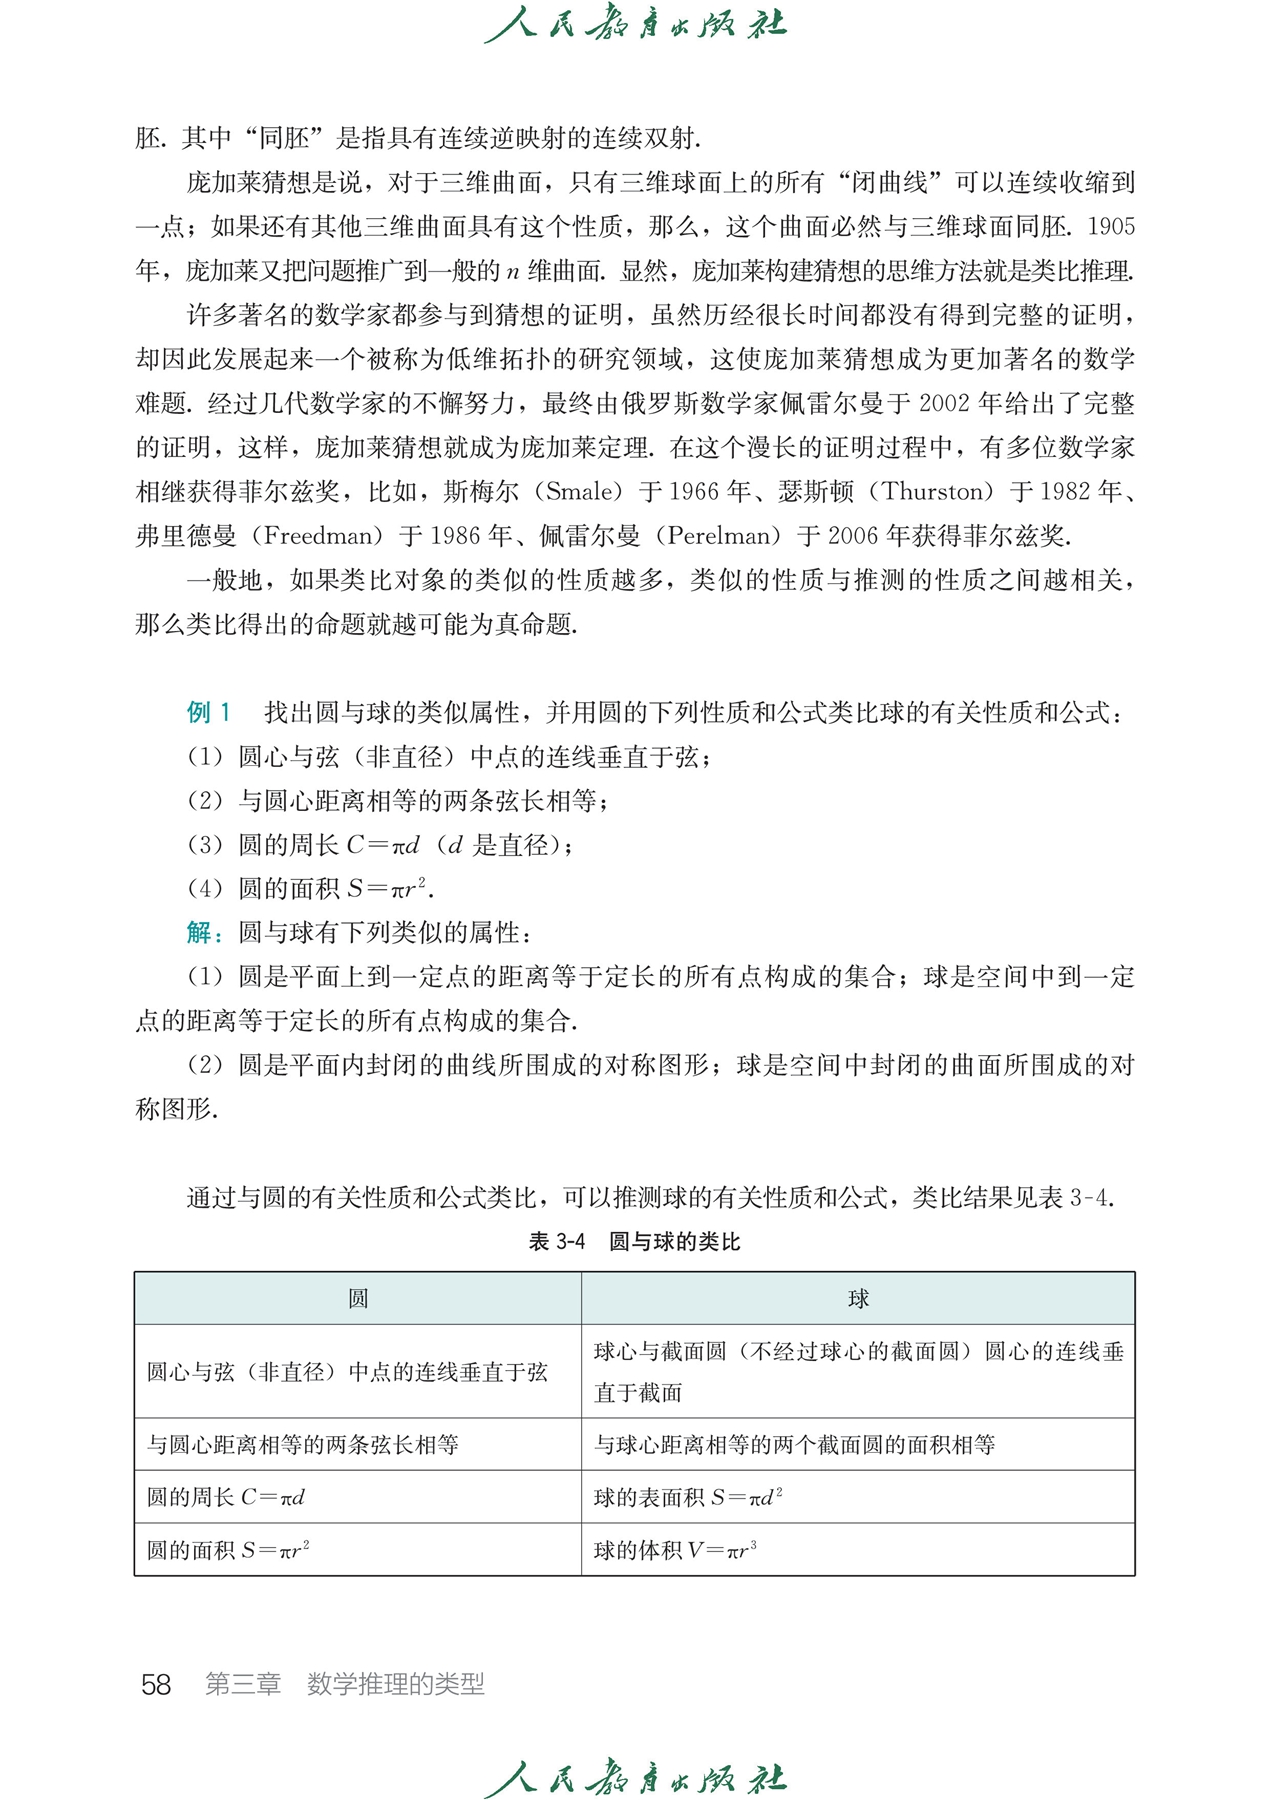 人民教育出版社
胚. 其中“同胚”是指具有连续逆映射的连续双射.
庞加莱猜想是说，对于三维曲面，只有三维球面上的所有“闭曲线”可以连续收缩到
一点；如果还有其他三维曲面具有这个性质，那么，这个曲面必然与三维球面同胚. 1905
年，庞加莱又把问题推广到一般的 n 维曲面. 显然，庞加莱构建猜想的思维方法就是类比推理.
许多著名的数学家都参与到猜想的证明，虽然历经很长时间都没有得到完整的证明，
却因此发展起来一个被称为低维拓扑的研究领域，这使庞加莱猜想成为更加著名的数学
难题. 经过几代数学家的不懈努力，最终由俄罗斯数学家佩雷尔曼于 2002 年给出了完整
的证明，这样，庞加莱猜想就成为庞加莱定理. 在这个漫长的证明过程中，有多位数学家
相继获得菲尔兹奖，比如，斯梅尔（Smale）于 1966 年、瑟斯顿（Thurston）于 1982 年、
弗里德曼（Freedman）于 1986 年、佩雷尔曼（Perelman）于 2006 年获得菲尔兹奖.
一般地，如果类比对象的类似的性质越多，类似的性质与推测的性质之间越相关，
那么类比得出的命题就越可能为真命题.
例 1 找出圆与球的类似属性，并用圆的下列性质和公式类比球的有关性质和公式：
（1）圆心与弦（非直径）中点的连线垂直于弦；
（2）与圆心距离相等的两条弦长相等；
（3）圆的周长 C＝πd（d 是直径）；
（4）圆的面积 S＝πr².
解：圆与球有下列类似的属性：
（1）圆是平面上到一定点的距离等于定长的所有点构成的集合；球是空间中到一定
点的距离等于定长的所有点构成的集合.
（2）圆是平面内封闭的曲线所围成的对称图形；球是空间中封闭的曲面所围成的对
称图形.
通过与圆的有关性质和公式类比，可以推测球的有关性质和公式，类比结果见表 3-4.
表 3-4 圆与球的类比
圆 球
圆心与弦（非直径）中点的连线垂直于弦
球心与截面圆（不经过球心的截面圆）圆心的连线垂
直于截面
与圆心距离相等的两条弦长相等 与球心距离相等的两个截面圆的面积相等
圆的周长 C＝πd 球的表面积 S＝πd²
圆的面积 S＝πr² 球的体积 V＝πr³
58 第三章 数学推理的类型
人民教育出版社